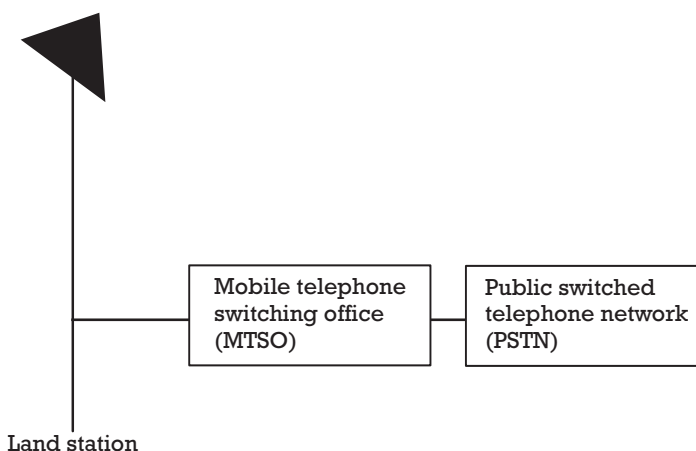 Mobile telephone
switching office
(MTSO)
Public switched
telephone network
(PSTN)
Land station